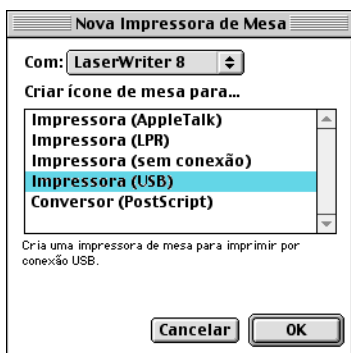 Nova Impressora de Mesa
Com: LaserWriter 8
Criar ícone de mesa para...
Impressora (AppleTalk)
Impressora (LPR)
Impressora (sem conexão)
Impressora (USB)
Conversor (PostScript)
Cria uma impressora de mesa para imprimir por
conexão USB.
Cancelar OK